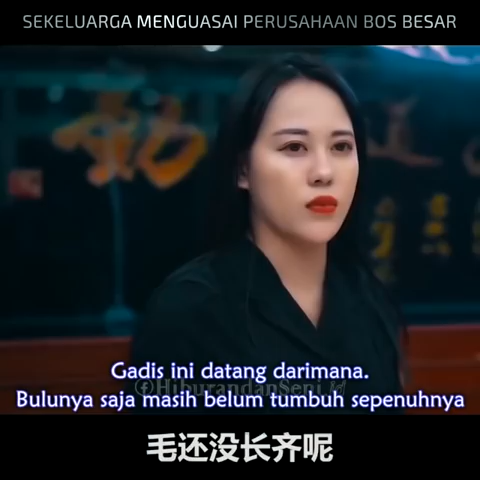 SEKELUARGA MENGUASAI PERUSAHAAN BOS BESAR
Gadis ini datang darimana.
HiburandanSeni
Bulunya saja masih belum tumbuh sepenuhnya
毛还没长齐呢